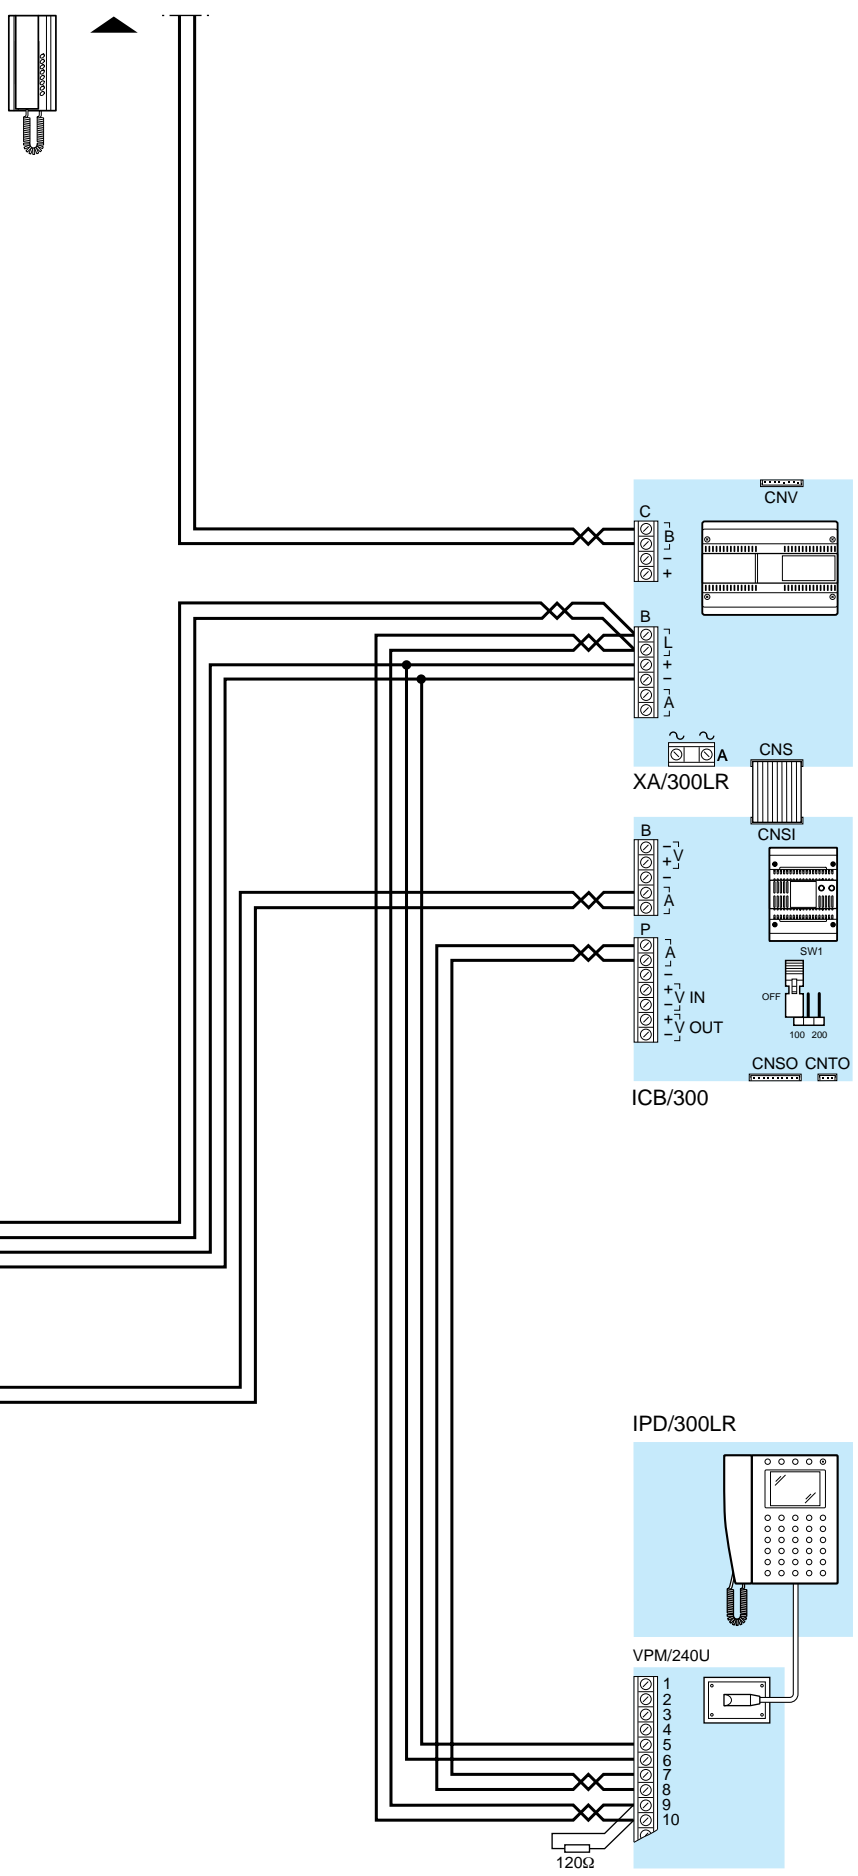 CNV
C
B
−
+
B
L
+
−
A
∼ ∼
A
CNS
XA/300LR
CNSI
B
−
V
+
−
A
SW1
P
A
−
+
V IN
−
+
V OUT
−
OFF
100 200
CNSO CNTO
ICB/300
IPD/300LR
VPM/240U
1
2
3
4
5
6
7
8
9
10
120Ω